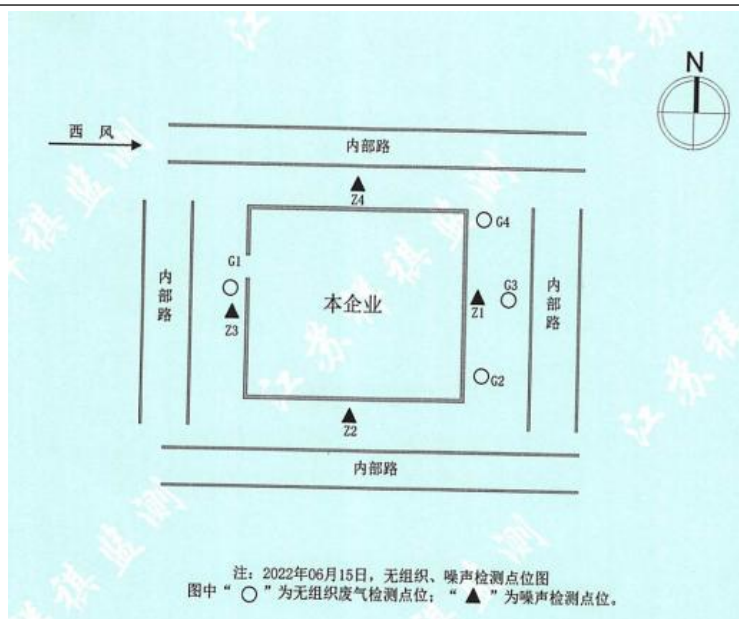 N
西 风
内部路
Z4
G4
G1
内部路
本企业
Z1
G3
内部路
Z3
G2
Z2
内部路
注：2022年06月15日，无组织、噪声检测点位图
图中“ ○ ”为无组织废气检测点位；“ ▲ ”为噪声检测点位。